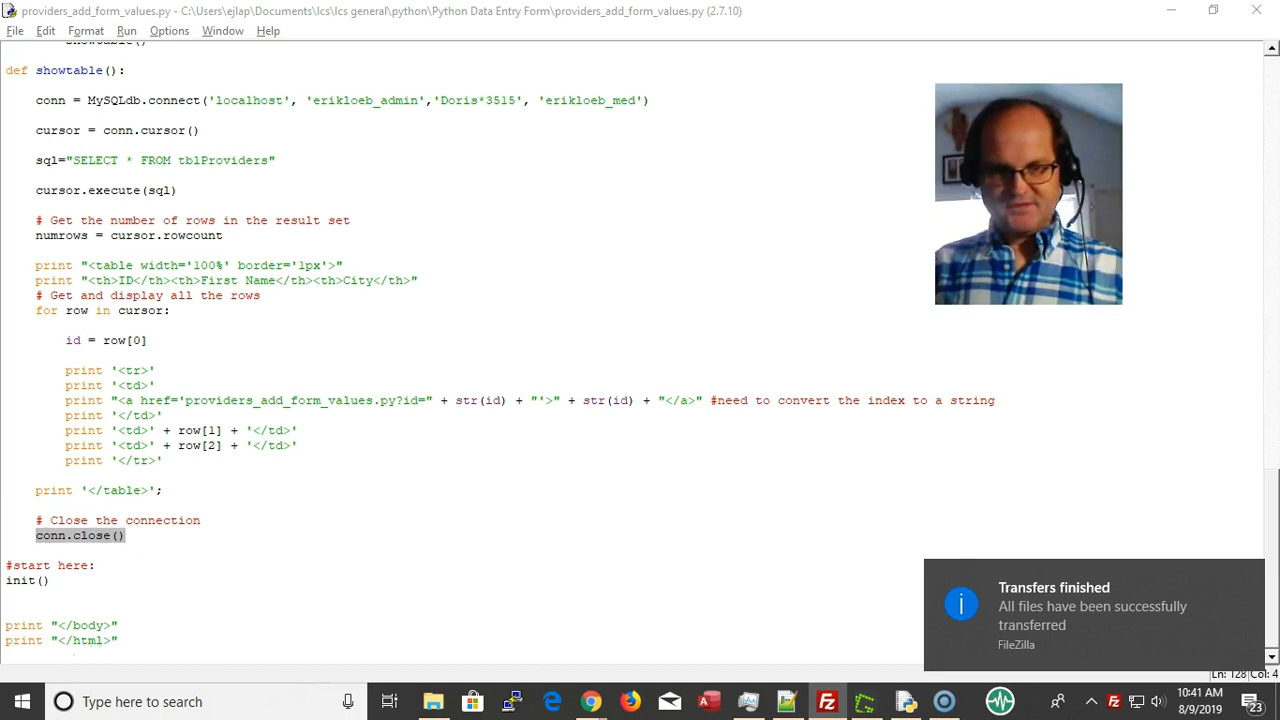 providers_add_form_values.py - C:\Users\ejlap\Documents\lcs\lcs general\python\Python Data Entry Form\providers_add_form_values.py (2.7.10)
File Edit Format Run Options Window Help
def showtable():
conn = MySQLdb.connect('localhost', 'erikloeb_admin','Doris*3515', 'erikloeb_med')
cursor = conn.cursor()
sql="SELECT * FROM tblProviders"
cursor.execute(sql)
# Get the number of rows in the result set
numrows = cursor.rowcount
print "<table width='100%' border='1px'>"
print "<th>ID</th><th>First Name</th><th>City</th>"
# Get and display all the rows
for row in cursor:
id = row[0]
print '<tr>'
print '<td>'
print "<a href='providers_add_form_values.py?id=" + str(id) + "'>" + str(id) + "</a>" #need to convert the index to a string
print '</td>'
print '<td>' + row[1] + '</td>'
print '<td>' + row[2] + '</td>'
print '</tr>'
print '</table>';
# Close the connection
conn.close()
#start here:
init()
print "</body>"
print "</html>"
Transfers finished
All files have been successfully
transferred
FileZilla
Ln: 128 Col: 4
Type here to search
10:41 AM
8/9/2019
23